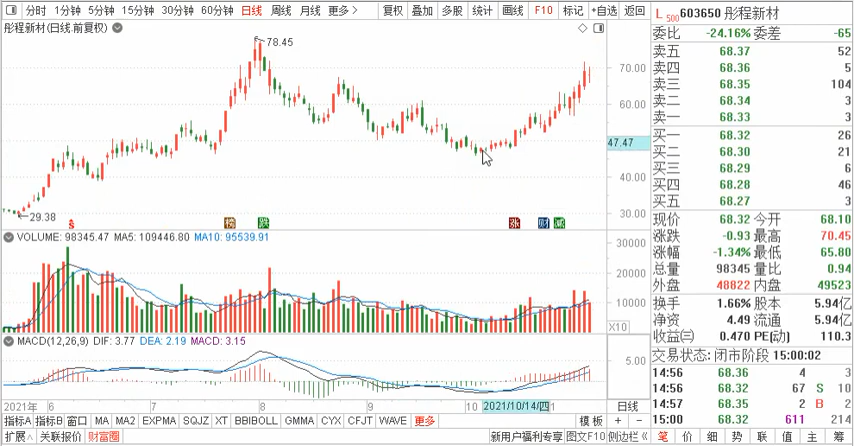 分时 1分钟 5分钟 15分钟 30分钟 60分钟 日线 周线 月线 更多 复权 叠加 多股 统计 画线 F10 标记 +自选 返回
彤程新材(日线.前复权)
78.45
70.00
60.00
47.47
40.00
30.00
29.38
榜 跌 涨 财 减
VOLUME: 98345.47 MA5: 109446.80 MA10: 95539.91
30000
20000
10000
X10
MACD(12,26,9) DIF: 3.77 DEA: 2.19 MACD: 3.15
5.00
0.00
2021年 6 7 8 9 10 2021/10/14/四 1 日线
指标A 指标B 窗口 MA MA2 EXPMA SQJZ XT BBIBOLL GMMA CYX CFJT WAVE 更多 模板 + −
扩展 关联报价 财富圈 新用户福利专享 图文F10 侧边栏
L 500 603650 彤程新材
委比 -24.16% 委差 -65
卖五 68.37 52
卖四 68.36 5
卖三 68.35 104
卖二 68.34 3
卖一 68.33 3
买一 68.32 26
买二 68.30 21
买三 68.29 6
买四 68.28 46
买五 68.27 3
现价 68.32 今开 68.10
涨跌 -0.93 最高 70.45
涨幅 -1.34% 最低 65.80
总量 98345 量比 0.94
外盘 48822 内盘 49523
换手 1.66% 股本 5.94亿
净资 4.49 流通 5.94亿
收益㈢ 0.470 PE(动) 110.3
交易状态: 闭市阶段 15:00:02
14:56 68.36 4 3
14:56 68.32 67 S 10
14:57 68.35 2 B 2
15:00 68.32 611 214
笔 价 细 势 联 值 主 筹